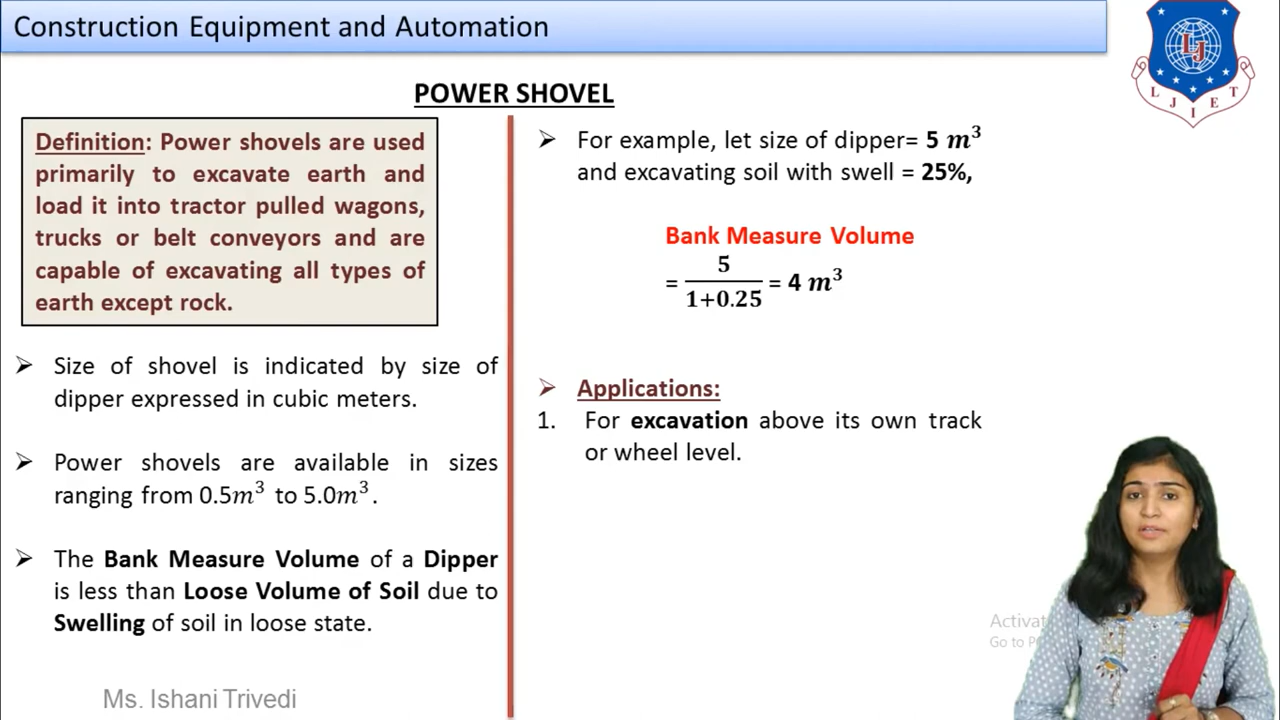 Construction Equipment and Automation
L J I E T
LJ
POWER SHOVEL
Definition: Power shovels are used
primarily to excavate earth and
load it into tractor pulled wagons,
trucks or belt conveyors and are
capable of excavating all types of
earth except rock.
➢ Size of shovel is indicated by size of
dipper expressed in cubic meters.
➢ Power shovels are available in sizes
ranging from 0.5m³ to 5.0m³.
➢ The Bank Measure Volume of a Dipper
is less than Loose Volume of Soil due to
Swelling of soil in loose state.
➢ For example, let size of dipper= 5 m³
and excavating soil with swell = 25%,
Bank Measure Volume
= 5/(1+0.25) = 4 m³
➢ Applications:
1. For excavation above its own track
or wheel level.
Ms. Ishani Trivedi
Go to